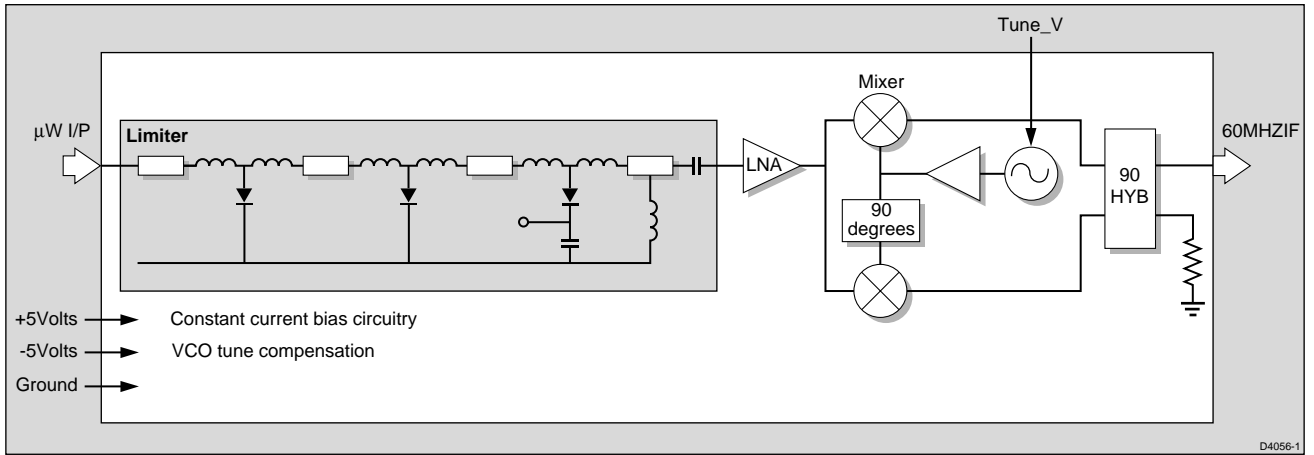 Tune_V
Mixer
µW I/P
Limiter
60MHZIF
LNA
90
HYB
90
degrees
+5Volts
Constant current bias circuitry
-5Volts
VCO tune compensation
Ground
D4056-1